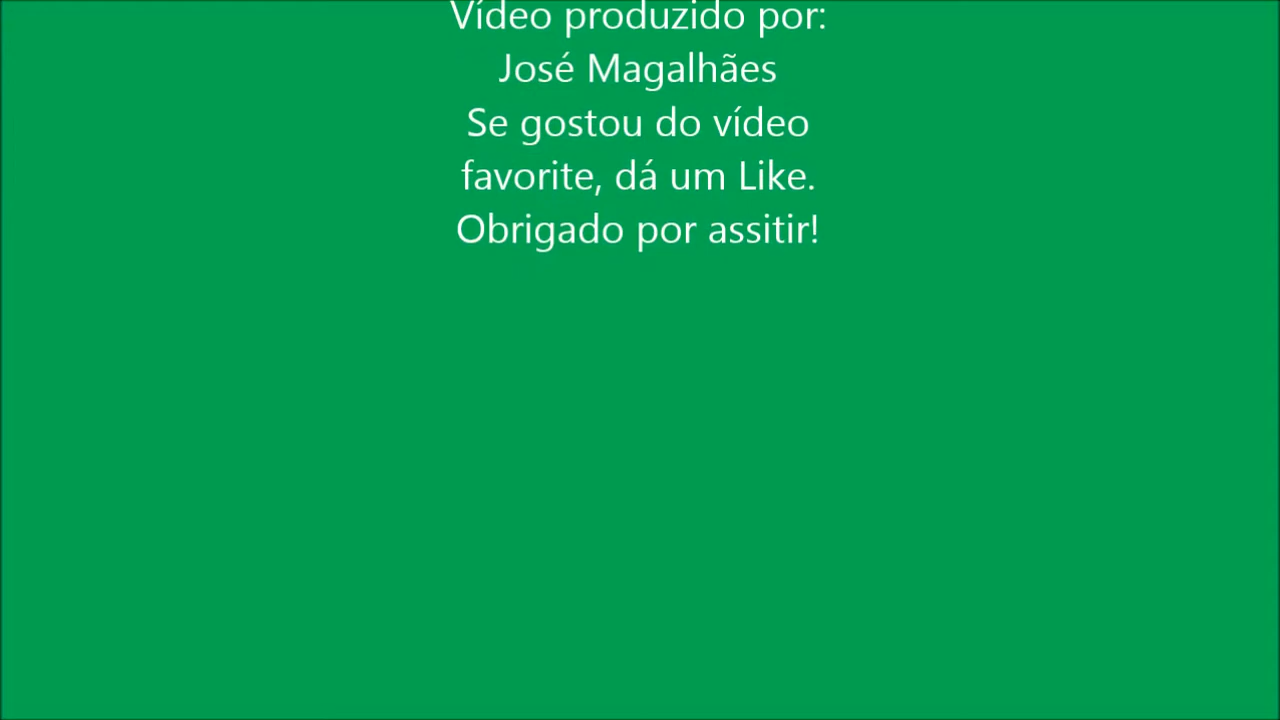 Vídeo produzido por:
José Magalhães
Se gostou do vídeo
favorite, dá um Like.
Obrigado por assitir!